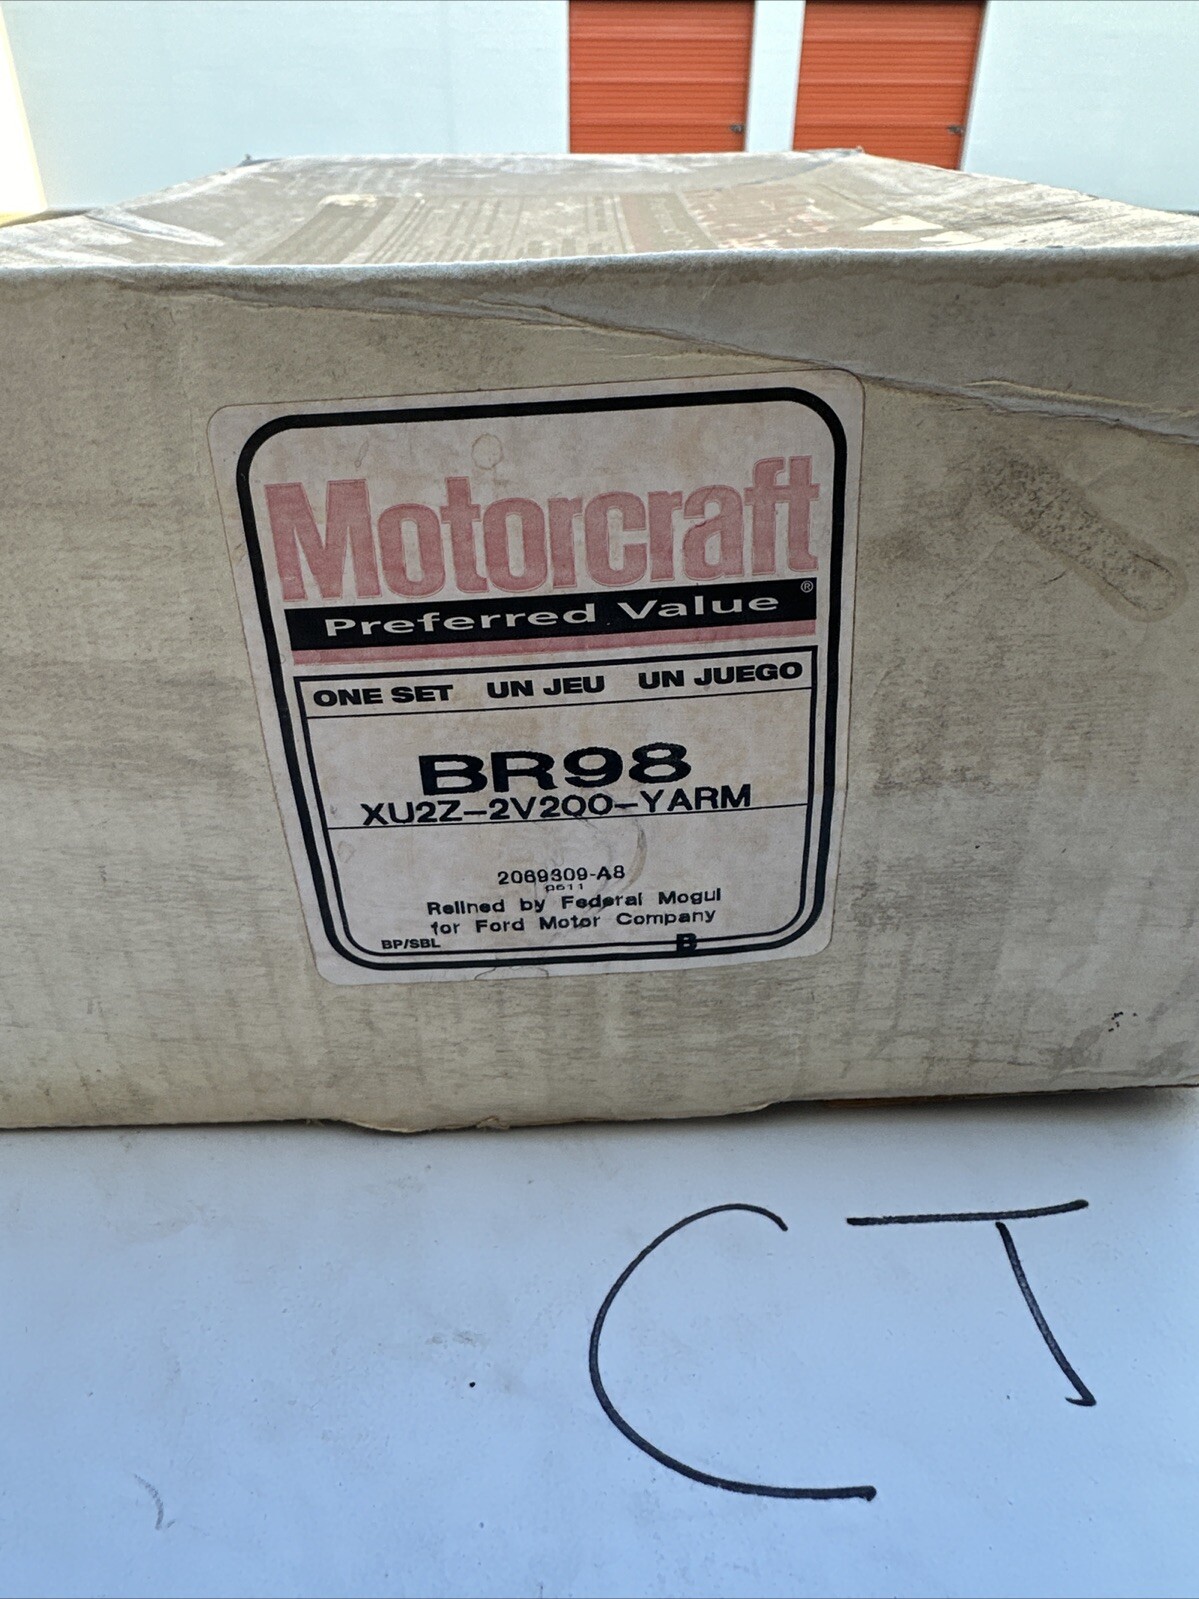 Motorcraft
Preferred Value ®
ONE SET UN JEU UN JUEGO
BR98
XU2Z-2V200-YARM
2069309-A8
0611
Relined by Federal Mogul
for Ford Motor Company
BP/SBL B
CT